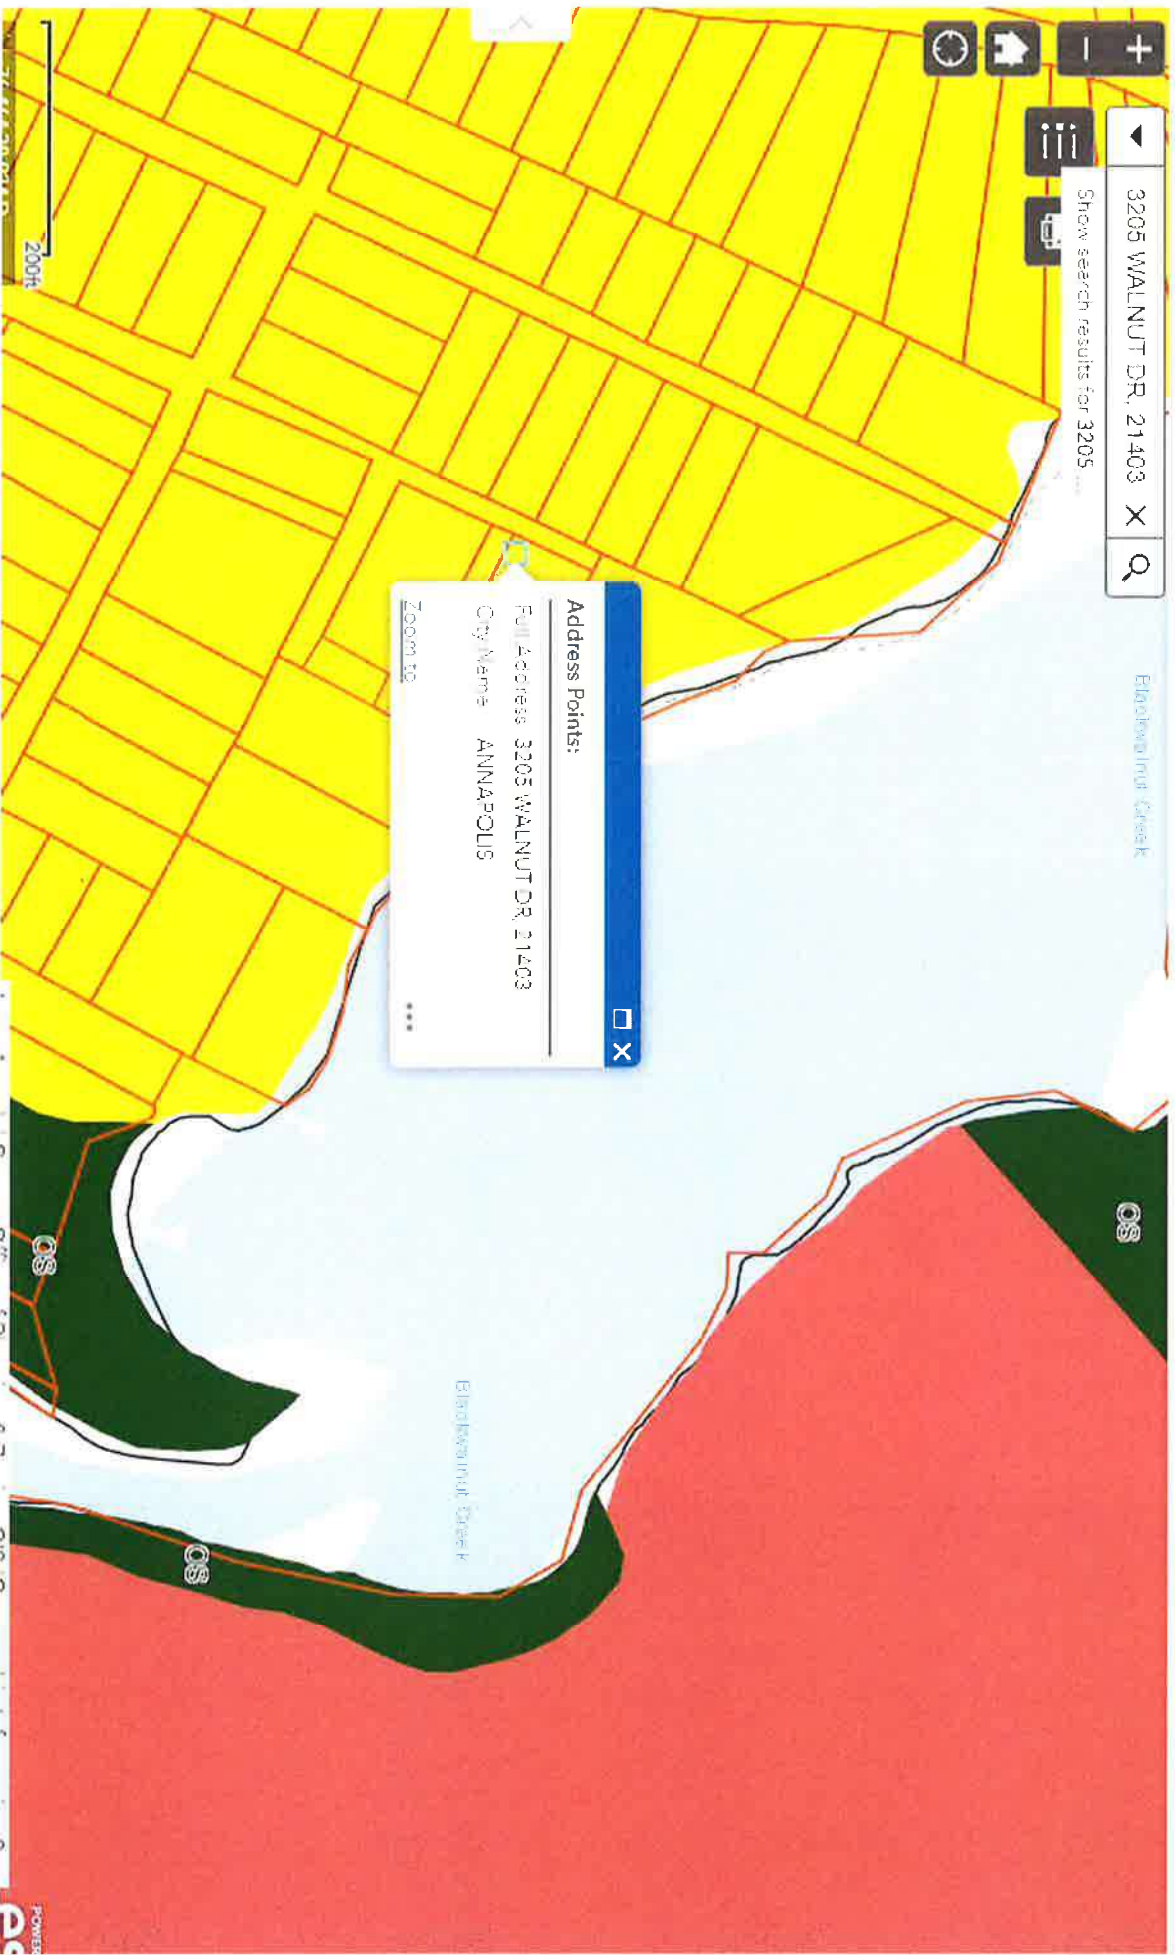 3205 WALNUT DR, 21403
Show search results for 3205 ...
Blackwalnut Creek
OS
Address Points:
Full Address 3205 WALNUT DR, 21403
City Name ANNAPOLIS
Zoom to
Blackwalnut Creek
OS
OS
200ft
POWER